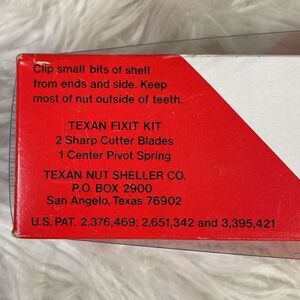 Clip small bits of shell
from ends and side. Keep
most of nut outside of teeth.
TEXAN FIXIT KIT
2 Sharp Cutter Blades
1 Center Pivot Spring
TEXAN NUT SHELLER CO.
P.O. BOX 2900
San Angelo, Texas 76902
U.S. PAT. 2,376,469; 2,651,342 and 3,395,421